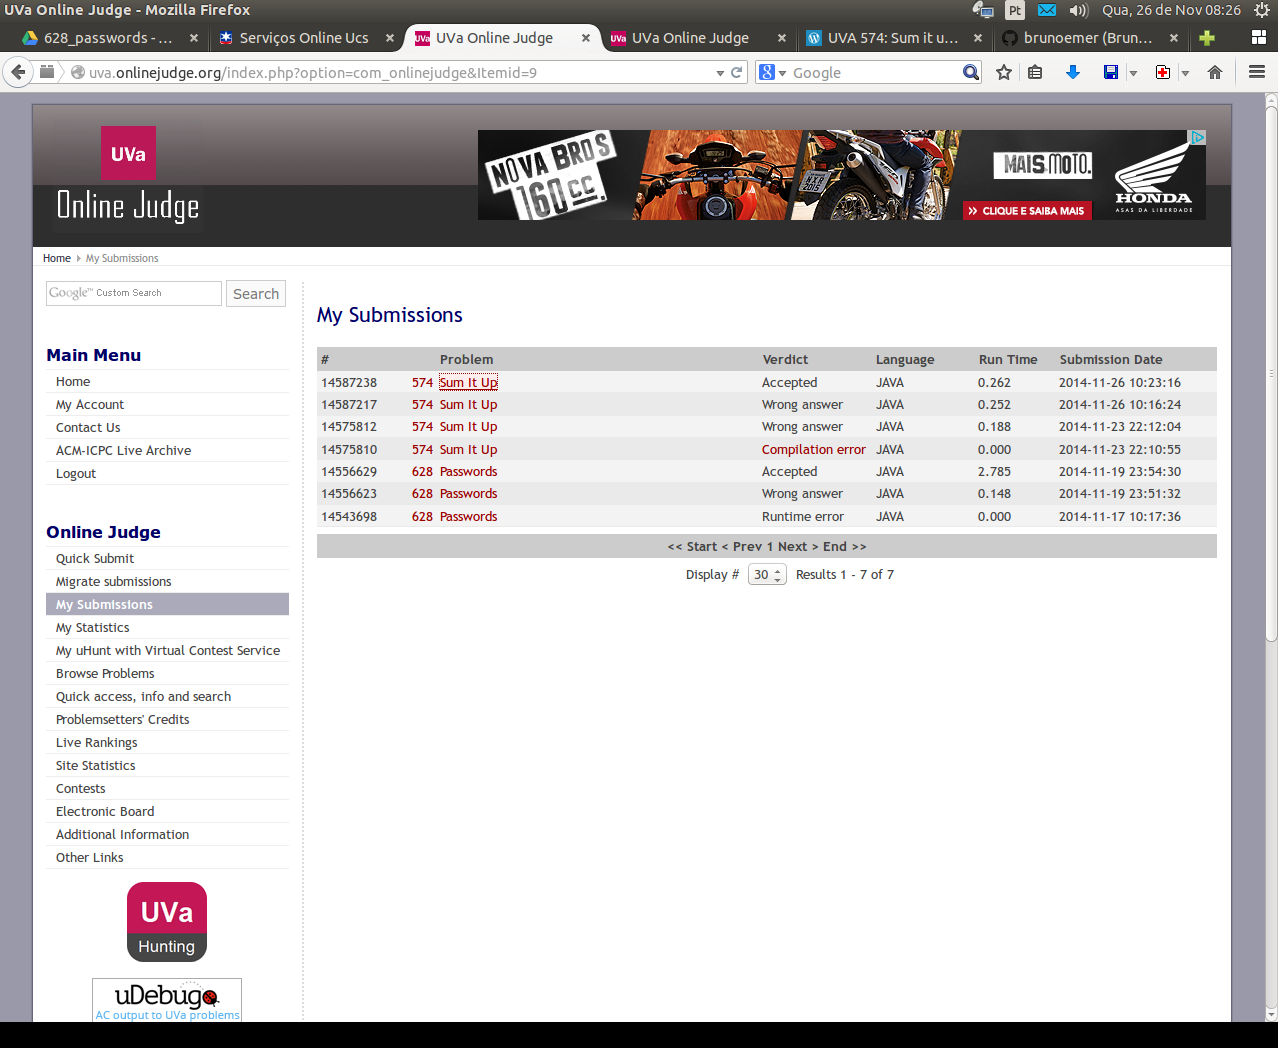 UVa Online Judge - Mozilla Firefox
Pt
Qua, 26 de Nov 08:26
628_passwords - ...
Serviços Online Ucs
UVa Online Judge
UVa Online Judge
UVA 574: Sum it u...
brunoemer (Brun...
uva.onlinejudge.org/index.php?option=com_onlinejudge&Itemid=9
Google
UVa
Online Judge
NOVA BROS
160cc.
MAIS MOTO.
CLIQUE E SAIBA MAIS
HONDA
ASAS DA LIBERDADE
Home My Submissions
Google™ Custom Search
Search
Main Menu
Home
My Account
Contact Us
ACM-ICPC Live Archive
Logout
Online Judge
Quick Submit
Migrate submissions
My Submissions
My Statistics
My uHunt with Virtual Contest Service
Browse Problems
Quick access, info and search
Problemsetters' Credits
Live Rankings
Site Statistics
Contests
Electronic Board
Additional Information
Other Links
UVa
Hunting
uDebug
AC output to UVa problems
My Submissions
# Problem Verdict Language Run Time Submission Date
14587238 574 Sum It Up Accepted JAVA 0.262 2014-11-26 10:23:16
14587217 574 Sum It Up Wrong answer JAVA 0.252 2014-11-26 10:16:24
14575812 574 Sum It Up Wrong answer JAVA 0.188 2014-11-23 22:12:04
14575810 574 Sum It Up Compilation error JAVA 0.000 2014-11-23 22:10:55
14556629 628 Passwords Accepted JAVA 2.785 2014-11-19 23:54:30
14556623 628 Passwords Wrong answer JAVA 0.148 2014-11-19 23:51:32
14543698 628 Passwords Runtime error JAVA 0.000 2014-11-17 10:17:36
<< Start < Prev 1 Next > End >>
Display # 30 Results 1 - 7 of 7